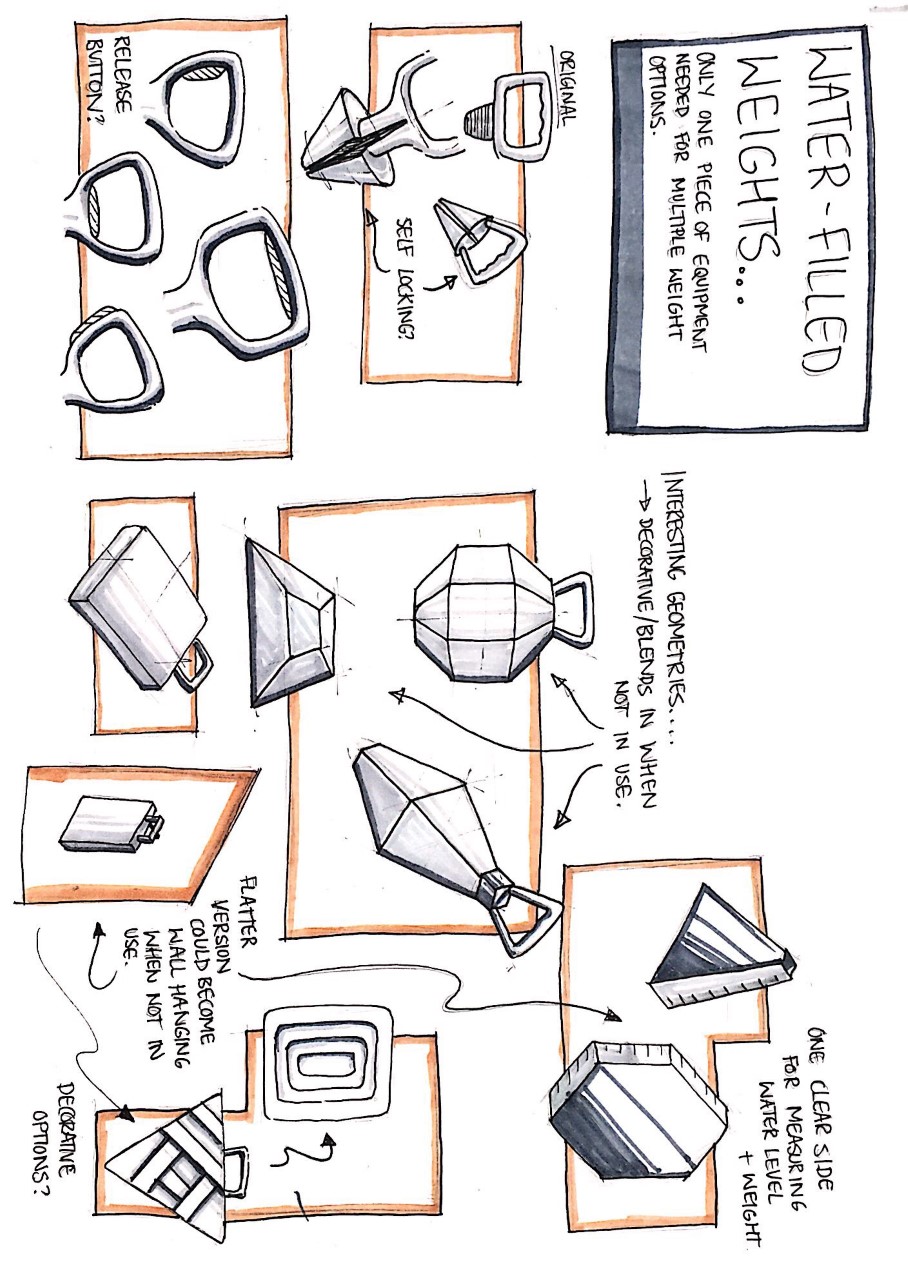 WATER-FILLED
WEIGHTS...
ONLY ONE PIECE OF EQUIPMENT
NEEDED FOR MULTIPLE WEIGHT
OPTIONS.
ORIGINAL
SELF LOCKING?
RELEASE
BUTTON?
INTERESTING GEOMETRIES....
→ DECORATIVE/BLENDS IN WHEN
NOT IN USE.
ONE CLEAR SIDE
FOR MEASURING
WATER LEVEL
+ WEIGHT
FLATTER
VERSION
COULD BECOME
WALL HANGING
WHEN NOT IN
USE.
DECORATIVE
OPTIONS?